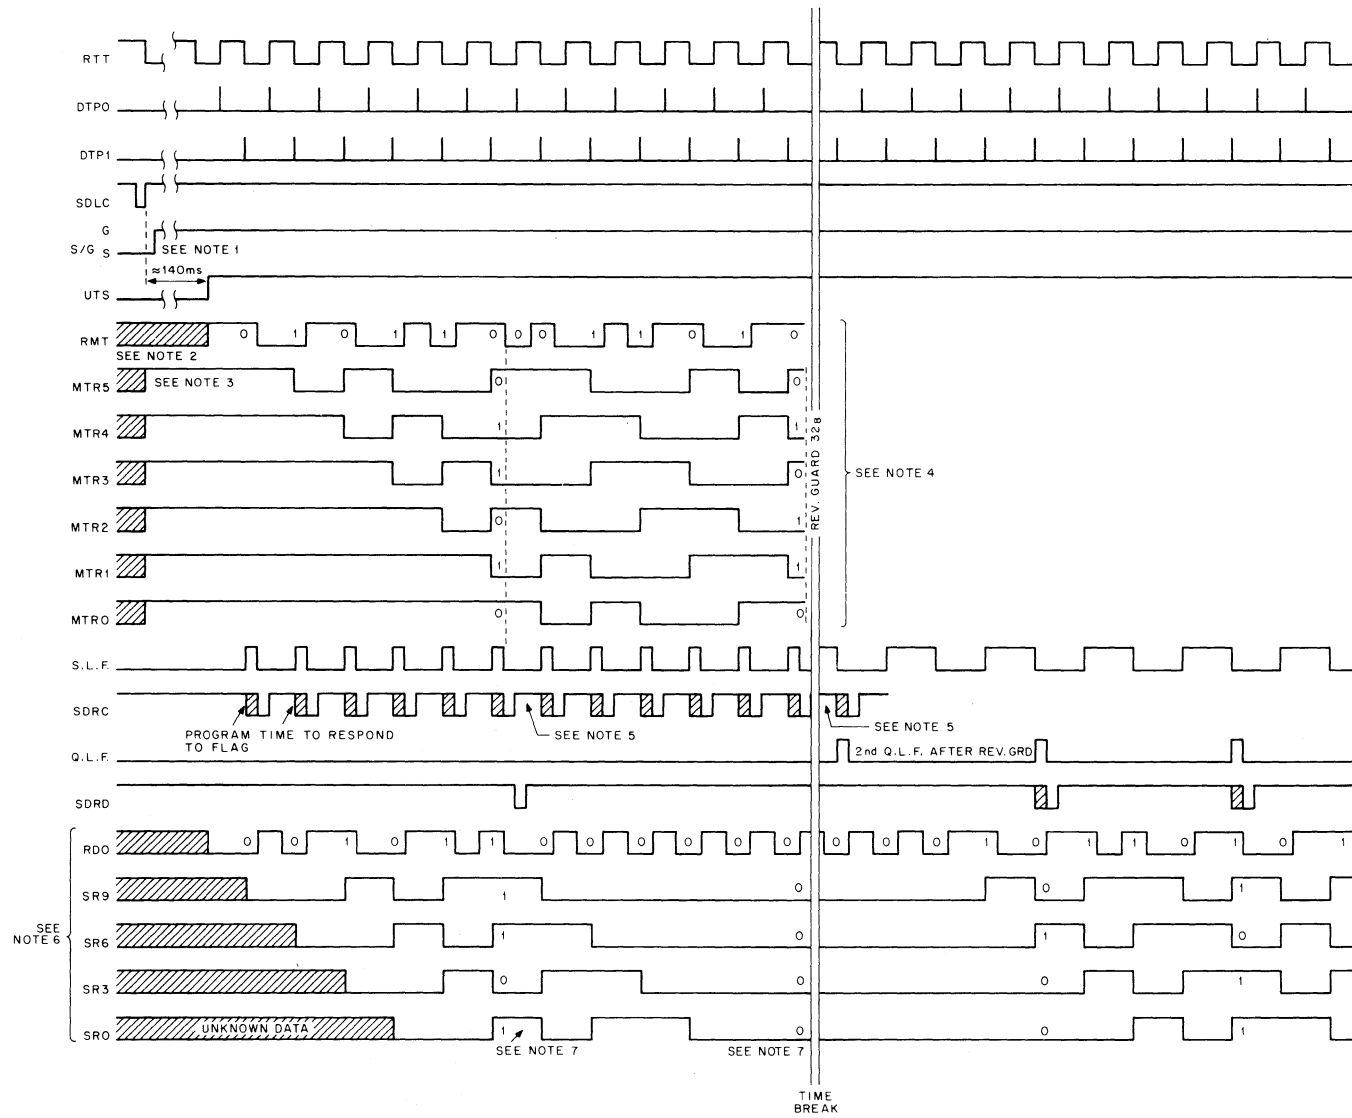 RTT
DTP0
DTP1
SDLC
G
S/G S SEE NOTE 1
≈140ms
UTS
RMT 0 1 0 1 1 0 0 0 1 1 0 1 0
SEE NOTE 2
MTR5 SEE NOTE 3 0 0
MTR4 1 1
MTR3 1 0
MTR2 0 1
MTR1 1 1
MTR0 0 0
REV. GUARD 32₈
SEE NOTE 4
S.L.F.
SDRC
PROGRAM TIME TO RESPOND
TO FLAG
SEE NOTE 5
SEE NOTE 5
Q.L.F. 2nd Q.L.F. AFTER REV. GRD
SDRD
RDO 0 0 1 0 1 1 0 0 0 0 0 0 0 0 0 1 0 1 1 0 1 0 1
SR9 1 0 0 1
SEE
NOTE 6
SR6 1 0 1 0
SR3 0 0 0 1
SR0 UNKNOWN DATA 1 0 0 1
SEE NOTE 7
SEE NOTE 7
TIME
BREAK